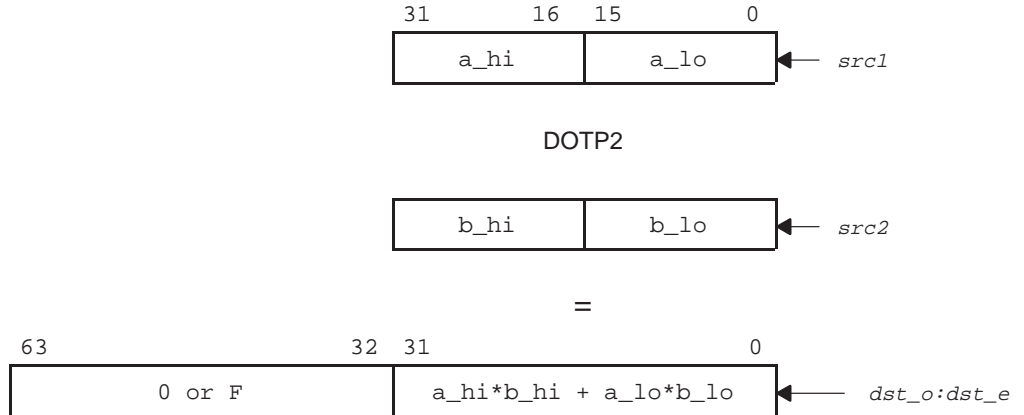 31 16 15 0
a_hi a_lo src1
DOTP2
b_hi b_lo src2
=
63 32 31 0
0 or F a_hi*b_hi + a_lo*b_lo dst_o:dst_e